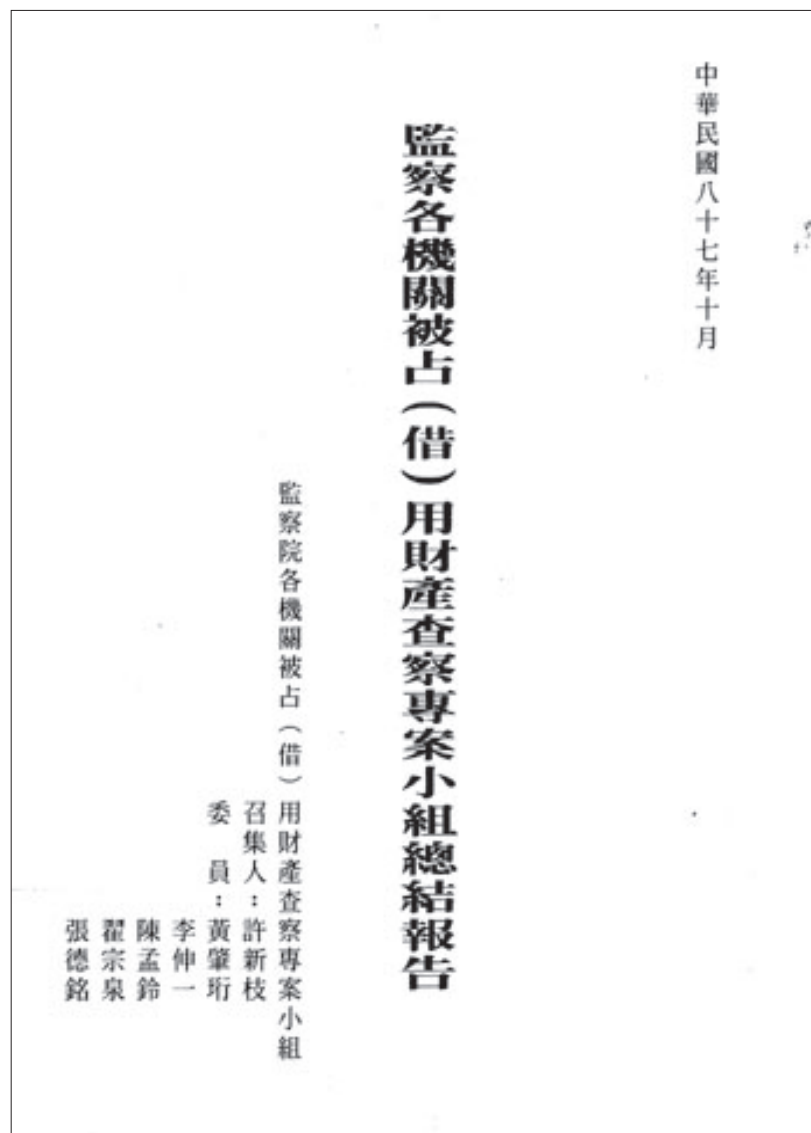 中華民國八十七年十月
監察各機關被占(借)用財產查察專案小組總結報告
監察院各機關被占(借)用財產查察專案小組
召集人:許新枝
委員:黃肇珩
李伸一
陳孟鈴
翟宗泉
張德銘